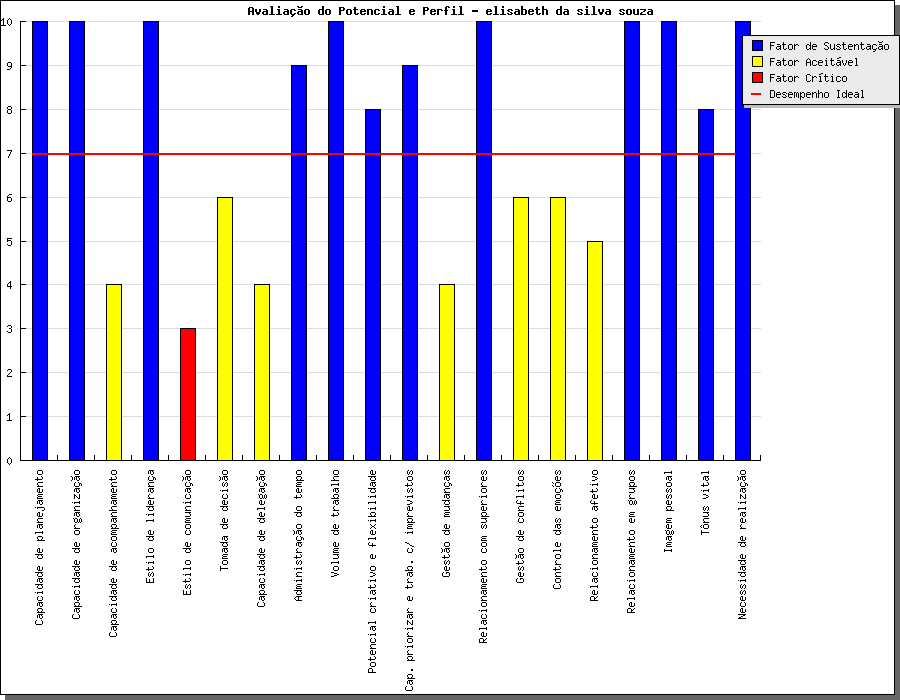 Avaliação do Potencial e Perfil - elisabeth da silva souza
10
9
8
7
6
5
4
3
2
1
0
Fator de Sustentação
Fator Aceitável
Fator Crítico
Desempenho Ideal
Capacidade de planejamento
Capacidade de organização
Capacidade de acompanhamento
Estilo de liderança
Estilo de comunicação
Tomada de decisão
Capacidade de delegação
Administração do tempo
Volume de trabalho
Potencial criativo e flexibilidade
Cap. priorizar e trab. c/ imprevistos
Gestão de mudanças
Relacionamento com superiores
Gestão de conflitos
Controle das emoções
Relacionamento afetivo
Relacionamento em grupos
Imagem pessoal
Tônus vital
Necessidade de realização